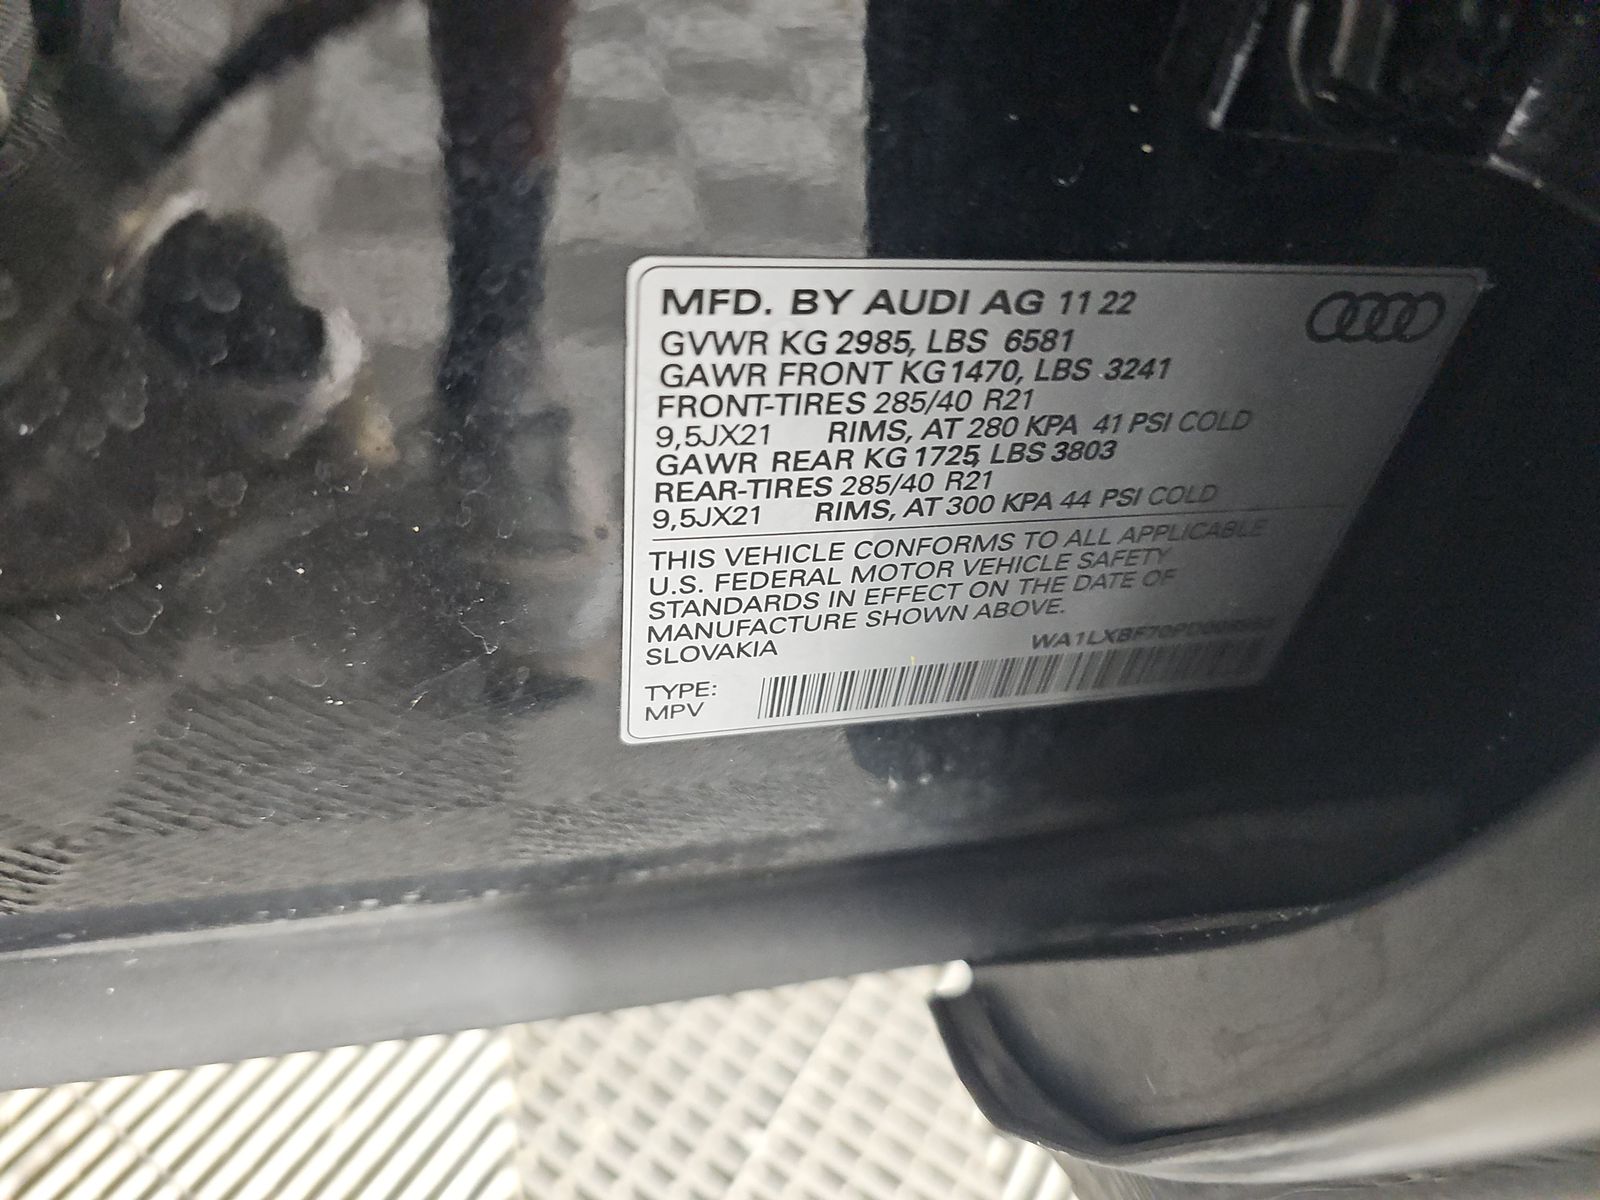 MFD. BY AUDI AG 11 22
GVWR KG 2985, LBS 6581
GAWR FRONT KG 1470, LBS 3241
FRONT-TIRES 285/40 R21
9,5JX21 RIMS, AT 280 KPA 41 PSI COLD
GAWR REAR KG 1725, LBS 3803
REAR-TIRES 285/40 R21
9,5JX21 RIMS, AT 300 KPA 44 PSI COLD
THIS VEHICLE CONFORMS TO ALL APPLICABLE
U.S. FEDERAL MOTOR VEHICLE SAFETY
STANDARDS IN EFFECT ON THE DATE OF
MANUFACTURE SHOWN ABOVE.
SLOVAKIA
TYPE:
MPV